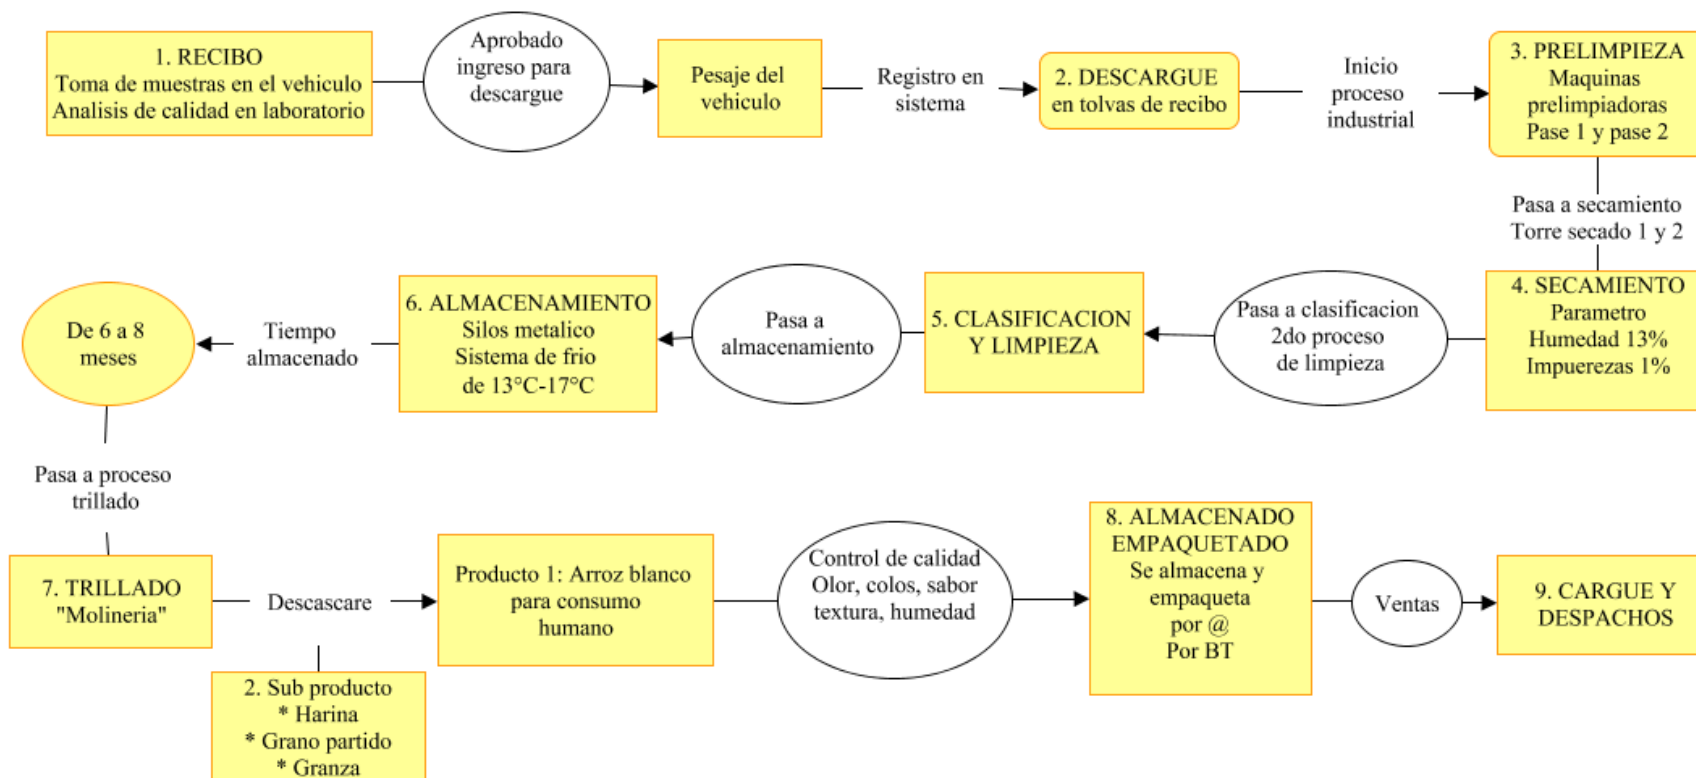 1. RECIBO
Toma de muestras en el vehiculo
Analisis de calidad en laboratorio
Aprobado
ingreso para
descargue
Pesaje del
vehiculo
Registro en
sistema
2. DESCARGUE
en tolvas de recibo
Inicio
proceso
industrial
3. PRELIMPIEZA
Maquinas
prelimpiadoras
Pase 1 y pase 2
Pasa a secamiento
Torre secado 1 y 2
4. SECAMIENTO
Parametro
Humedad 13%
Impuerezas 1%
Pasa a clasificacion
2do proceso
de limpieza
5. CLASIFICACION
Y LIMPIEZA
Pasa a
almacenamiento
6. ALMACENAMIENTO
Silos metalico
Sistema de frio
de 13°C-17°C
Tiempo
almacenado
De 6 a 8
meses
Pasa a proceso
trillado
7. TRILLADO
"Molineria"
Descascare
2. Sub producto
* Harina
* Grano partido
* Granza
Producto 1: Arroz blanco
para consumo
humano
Control de calidad
Olor, colos, sabor
textura, humedad
8. ALMACENADO
EMPAQUETADO
Se almacena y
empaqueta
por @
Por BT
Ventas
9. CARGUE Y
DESPACHOS